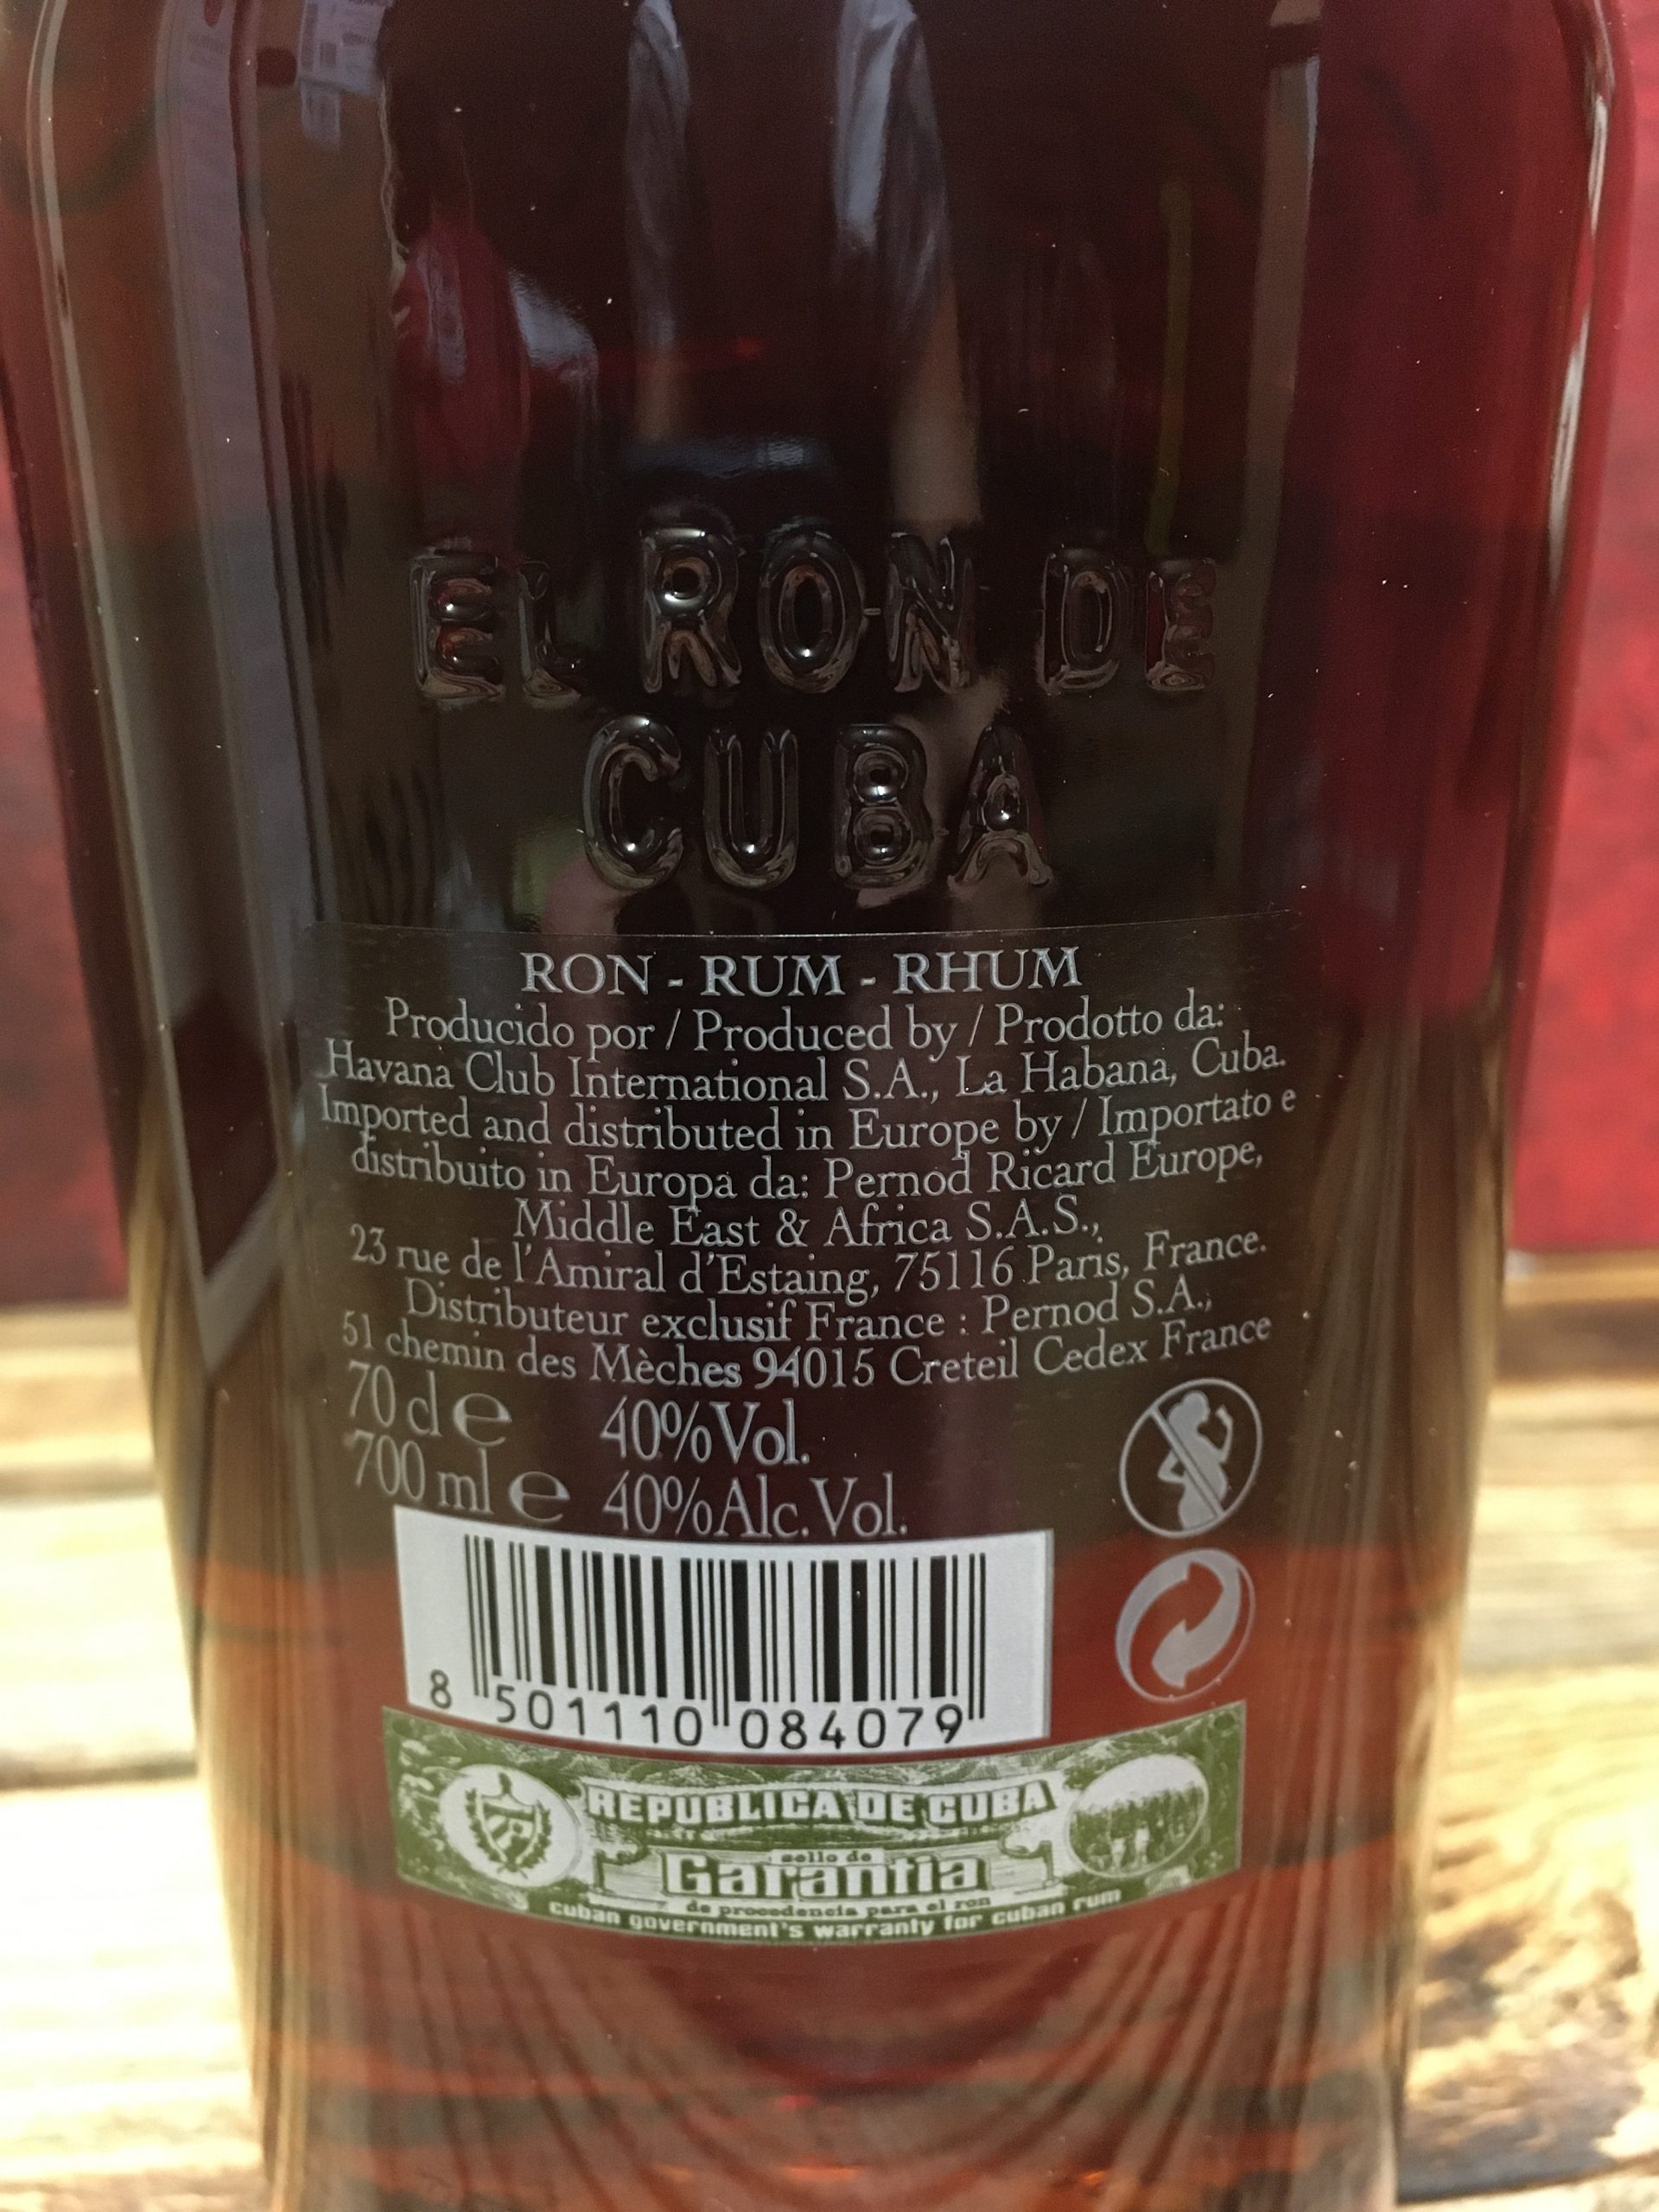 EL RON DE
CUBA
RON - RUM - RHUM
Producido por / Produced by / Prodotto da:
Havana Club International S.A., La Habana, Cuba.
Imported and distributed in Europe by / Importato e
distribuito in Europa da: Pernod Ricard Europe,
Middle East & Africa S.A.S.,
23 rue de l'Amiral d'Estaing, 75116 Paris, France.
Distributeur exclusif France : Pernod S.A.,
51 chemin des Mèches 94015 Creteil Cedex France
70 cl e 40%Vol.
700 ml e 40%Alc. Vol.
8 501110 084079
REPUBLICA DE CUBA
sello de
Garantia
de procedencia para el ron
cuban government's warranty for cuban rum